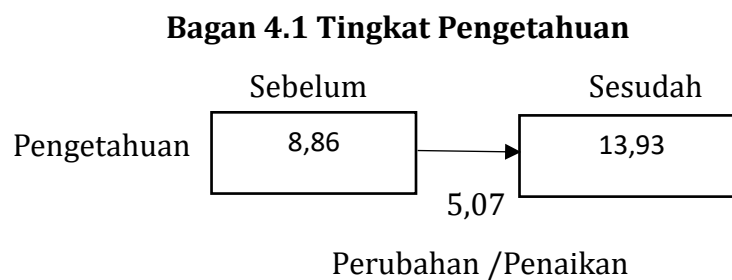 Bagan 4.1 Tingkat Pengetahuan
Sebelum Sesudah
Pengetahuan 8,86 13,93
5,07
Perubahan /Penaikan